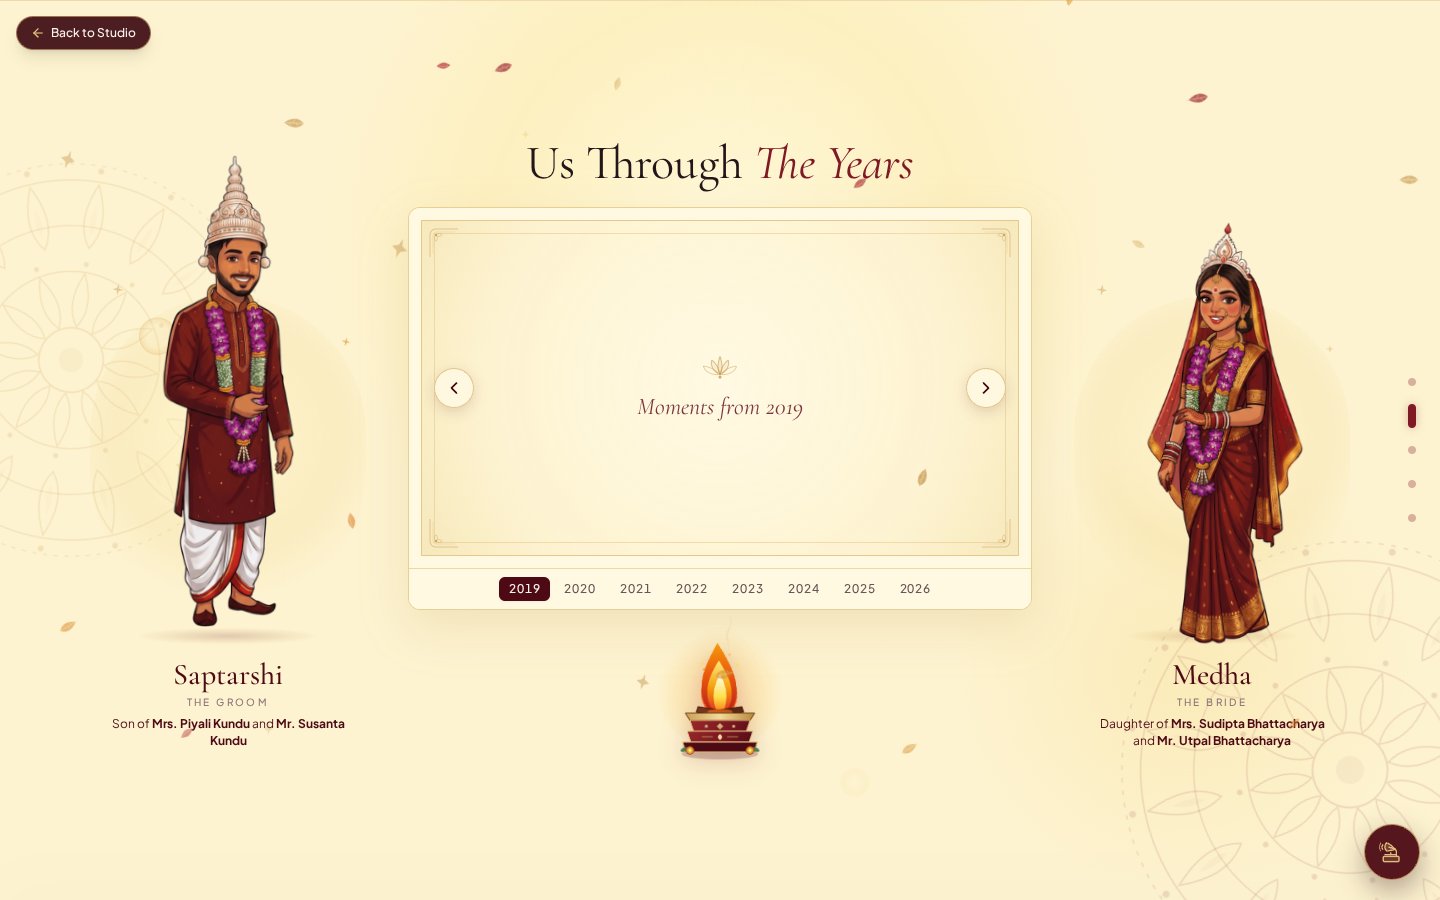 Back to Studio
Us Through The Years
Moments from 2019
2019 2020 2021 2022 2023 2024 2025 2026
Saptarshi
THE GROOM
Son of Mrs. Piyali Kundu and Mr. Susanta
Kundu
Medha
THE BRIDE
Daughter of Mrs. Sudipta Bhattacharya
and Mr. Utpal Bhattacharya